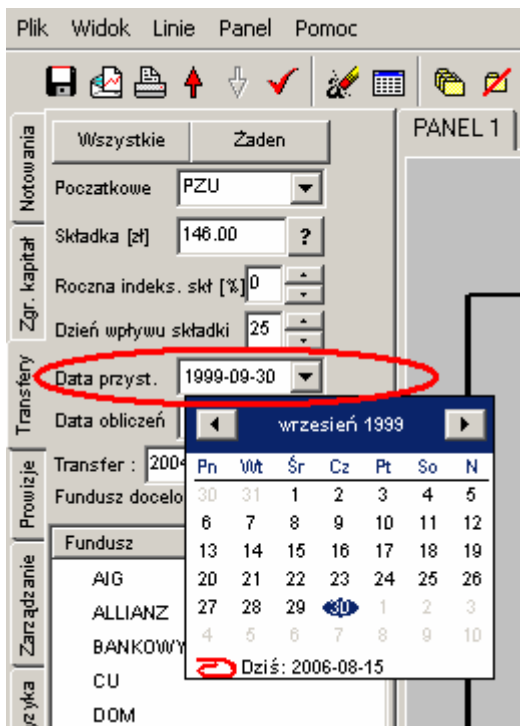 Plik Widok Linie Panel Pomoc
PANEL 1
Notowania
Zgr. kapitał
Transfery
Prowizje
Zarządzanie
Wszystkie Żaden
Poczatkowe PZU
Składka [zł] 146.00 ?
Roczna indeks. skł [%] 0
Dzień wpływu składki 25
Data przyst. 1999-09-30
Data obliczeń
Transfer : 2004
Fundusz docelo
Fundusz
AIG
ALLIANZ
BANKOWY
CU
DOM
wrzesień 1999
Pn Wt Śr Cz Pt So N
30 31 1 2 3 4 5
6 7 8 9 10 11 12
13 14 15 16 17 18 19
20 21 22 23 24 25 26
27 28 29 30 1 2 3
4 5 6 7 8 9 10
Dziś: 2006-08-15